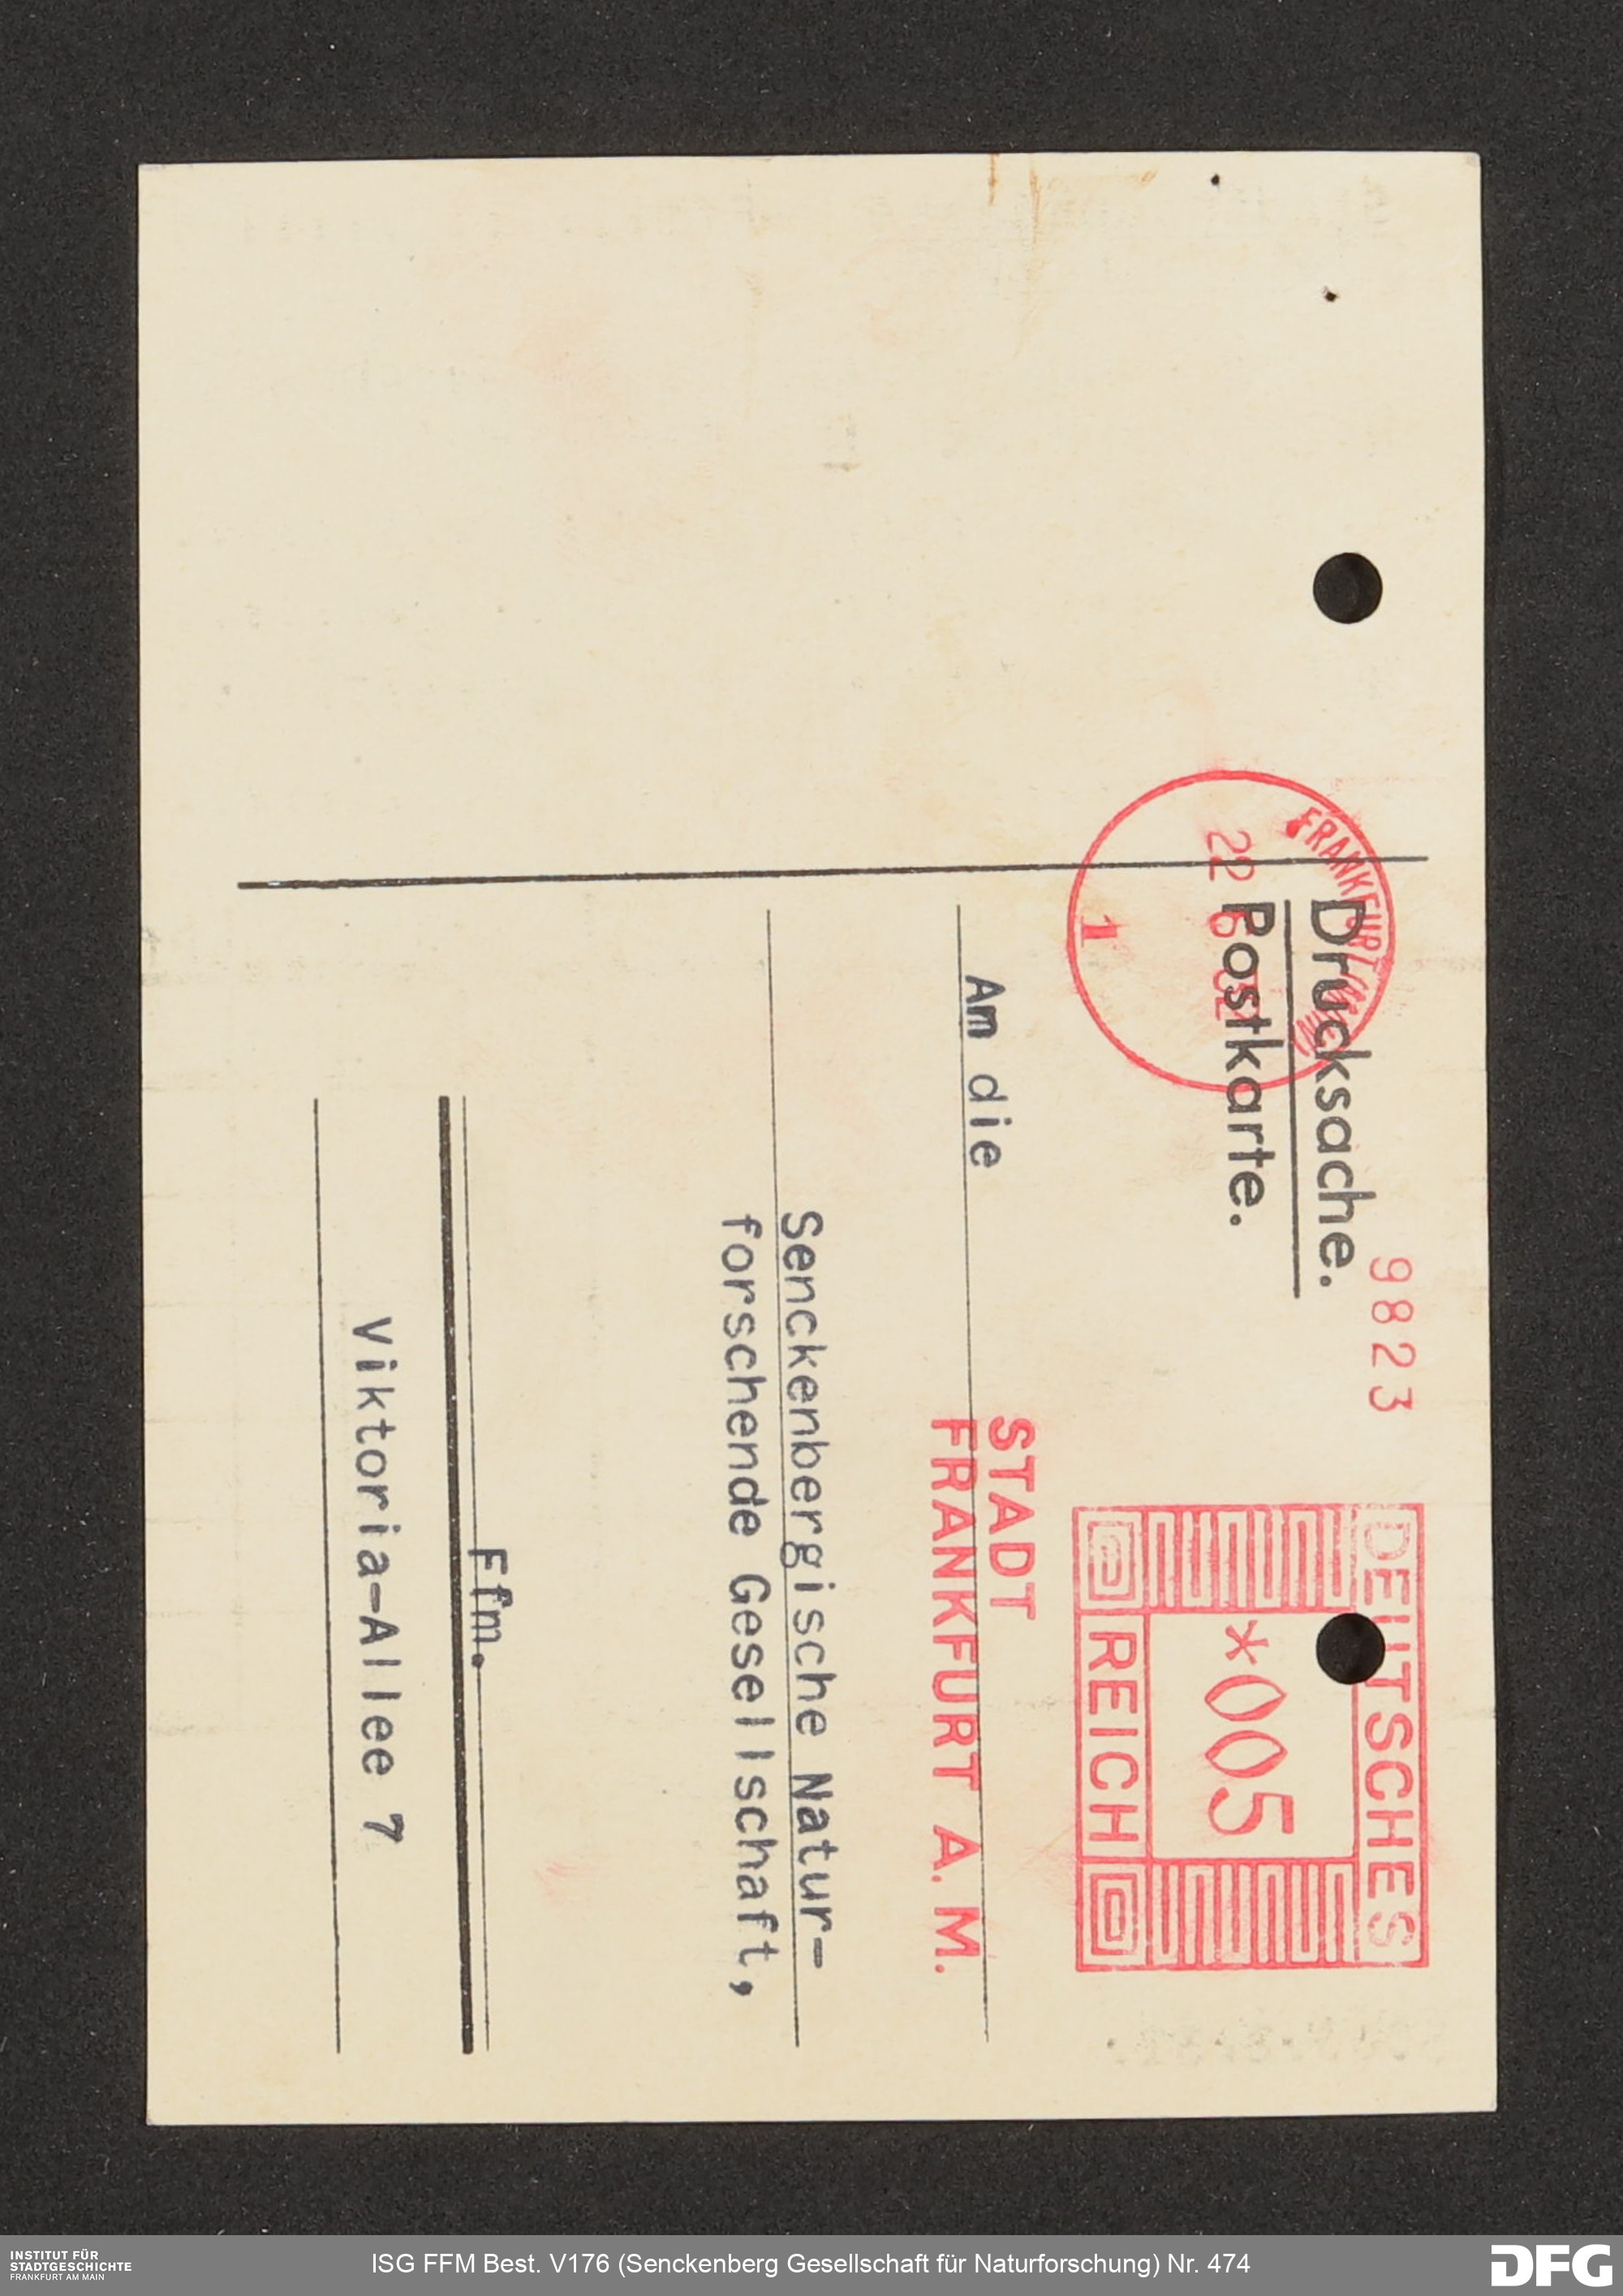 9823
Drucksache.
Postkarte.
FRANKFURT
22
1
DEUTSCHES
*005
REICH
STADT
FRANKFURT A. M.
Am die
Senckenbergische Natur-
forschende Gesellschaft,
Ffm.
Viktoria-Allee 7
INSTITUT FÜR
STADTGESCHICHTE
FRANKFURT AM MAIN
ISG FFM Best. V176 (Senckenberg Gesellschaft für Naturforschung) Nr. 474
DFG